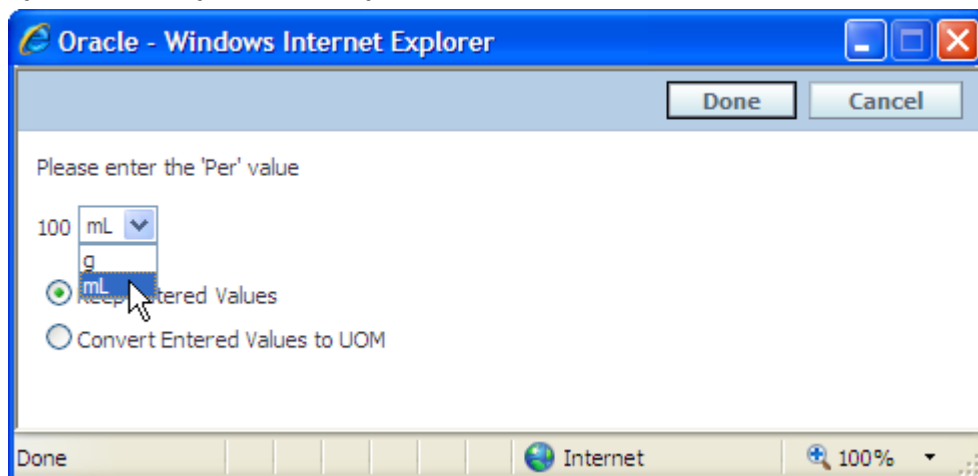 Oracle - Windows Internet Explorer
Done Cancel
Please enter the 'Per' value
100 mL
g
mL
Values
Convert Entered Values to UOM
Done Internet 100%